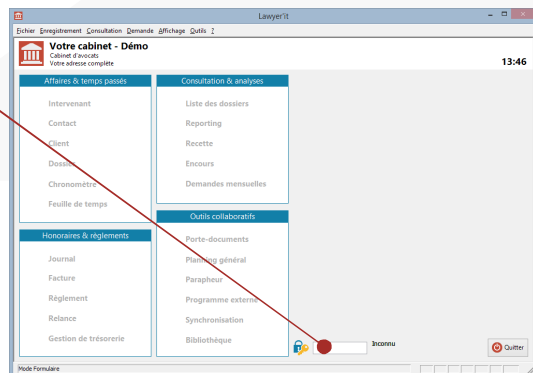 Lawyer'it
Fichier Enregistrement Consultation Demande Affichage Outils ?
Votre cabinet - Démo
Cabinet d'avocats
Votre adresse complète
13:46
Affaires & temps passés
Intervenant
Contact
Client
Dossier
Chronomètre
Feuille de temps
Consultation & analyses
Liste des dossiers
Reporting
Recette
Encours
Demandes mensuelles
Honoraires & règlements
Journal
Facture
Règlement
Relance
Gestion de trésorerie
Outils collaboratifs
Porte-documents
Planning général
Parapheur
Programme externe
Synchronisation
Bibliothèque
Inconnu
Quitter
Mode Formulaire